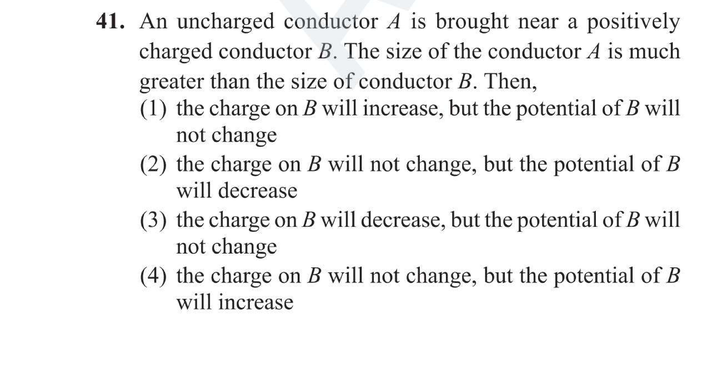 41. An uncharged conductor A is brought near a positively
charged conductor B. The size of the conductor A is much
greater than the size of conductor B. Then,
(1) the charge on B will increase, but the potential of B will
not change
(2) the charge on B will not change, but the potential of B
will decrease
(3) the charge on B will decrease, but the potential of B will
not change
(4) the charge on B will not change, but the potential of B
will increase